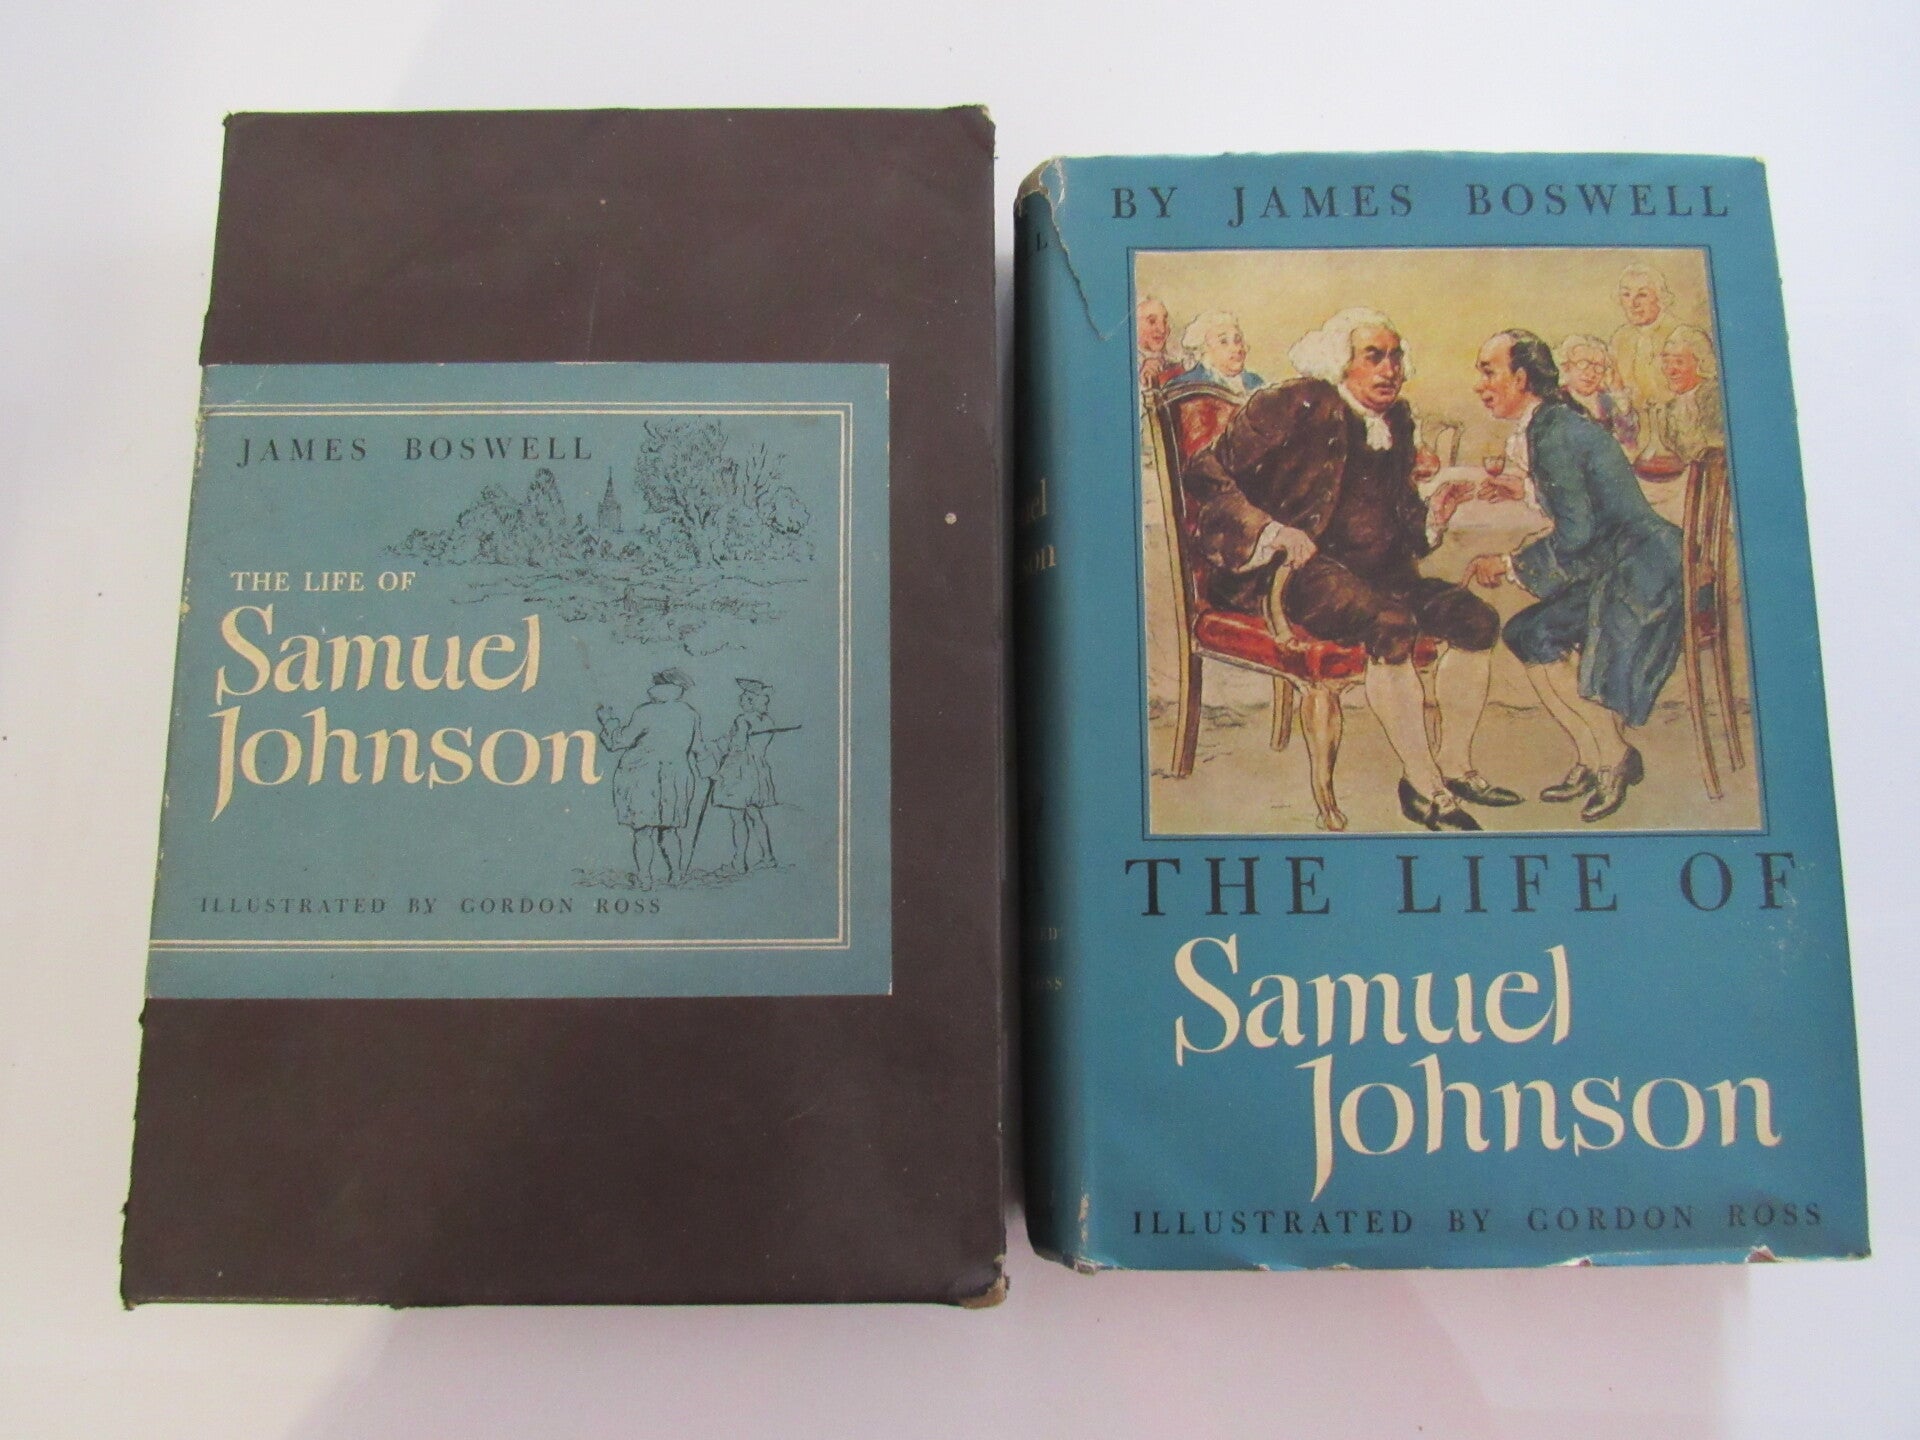 JAMES BOSWELL
THE LIFE OF
Samuel
Johnson
ILLUSTRATED BY GORDON ROSS
BY JAMES BOSWELL
THE LIFE OF
Samuel
Johnson
ILLUSTRATED BY GORDON ROSS